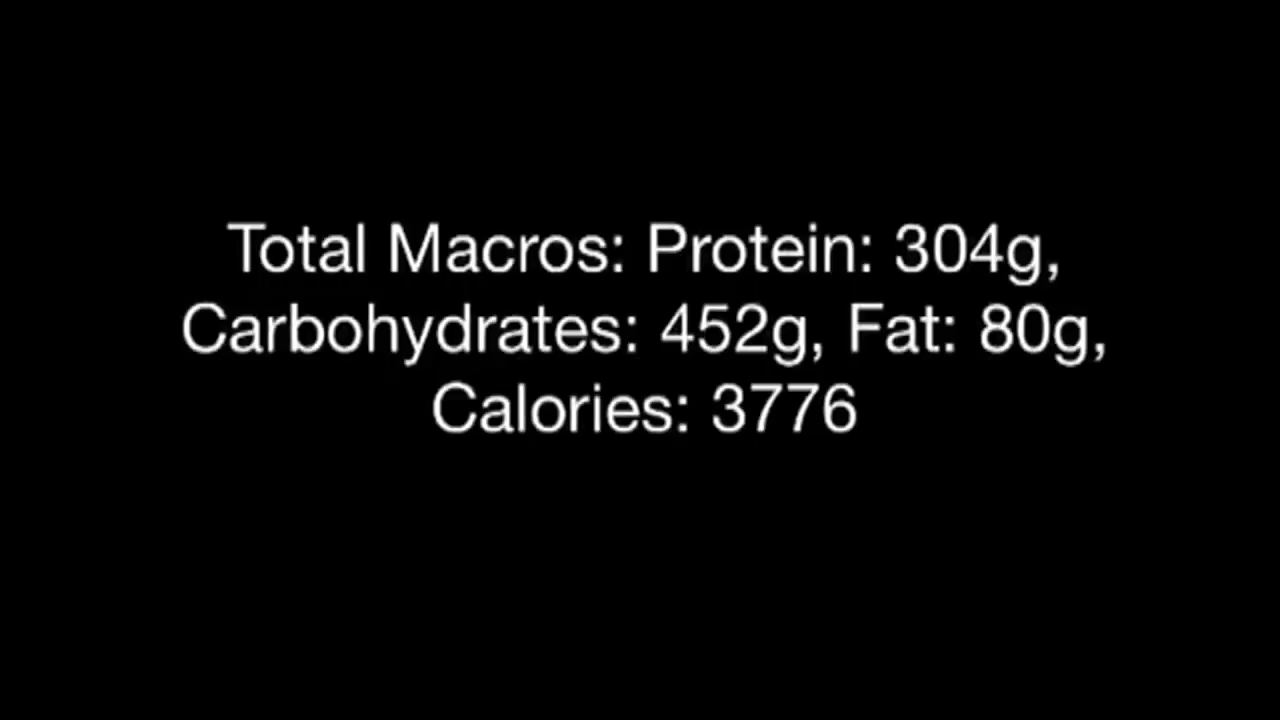 Total Macros: Protein: 304g,
Carbohydrates: 452g, Fat: 80g,
Calories: 3776